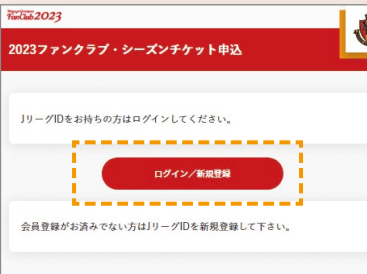 Nagoya Grampus
FanClub2023
2023ファンクラブ・シーズンチケット申込
JリーグIDをお持ちの方はログインしてください。
ログイン/新規登録
会員登録がお済みでない方はJリーグIDを新規登録して下さい。